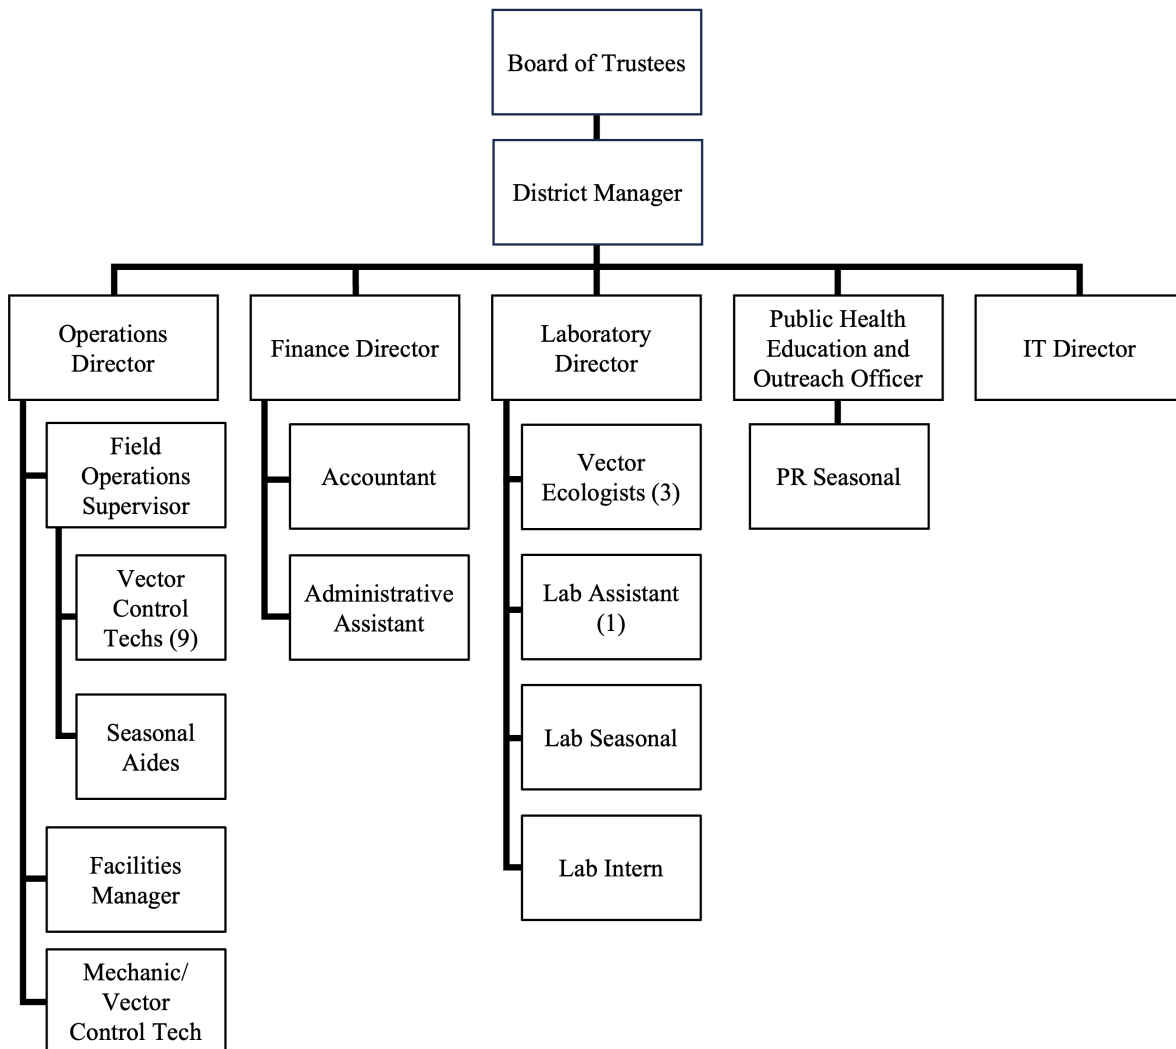 Board of Trustees
District Manager
Operations
Director
Finance Director
Laboratory
Director
Public Health
Education and
Outreach Officer
IT Director
Field
Operations
Supervisor
Vector
Control
Techs (9)
Seasonal
Aides
Facilities
Manager
Mechanic/
Vector
Control Tech
Accountant
Administrative
Assistant
Vector
Ecologists (3)
Lab Assistant
(1)
Lab Seasonal
Lab Intern
PR Seasonal